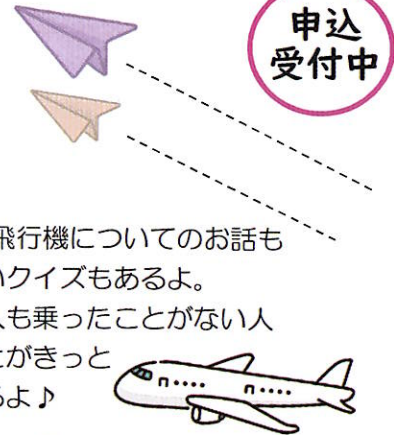 申込
受付中
飛行機についてのお話も
いクイズもあるよ。
も乗ったことがない人
がきっと
るよ♪